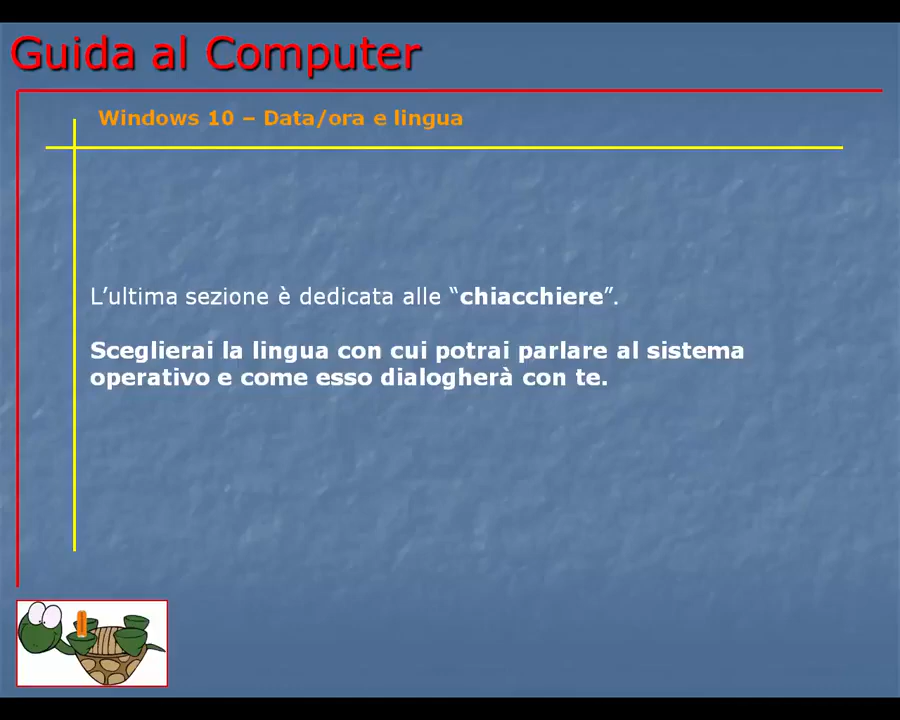 Guida al Computer
Windows 10 – Data/ora e lingua
L’ultima sezione è dedicata alle “chiacchiere”.
Sceglierai la lingua con cui potrai parlare al sistema
operativo e come esso dialogherà con te.